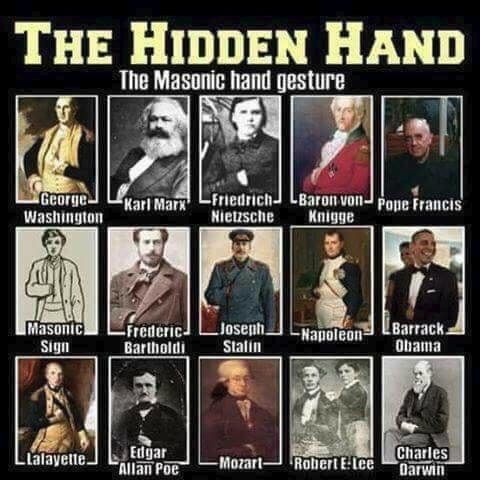 THE HIDDEN HAND
The Masonic hand gesture
George Washington
Karl Marx
Friedrich Nietzsche
Baron von Knigge
Pope Francis
Masonic Sign
Frederic Bartholdi
Joseph Stalin
Napoleon
Barrack Obama
Lalayette
Edgar Allan Poe
Mozart
Robert E. Lee
Charles Darwin